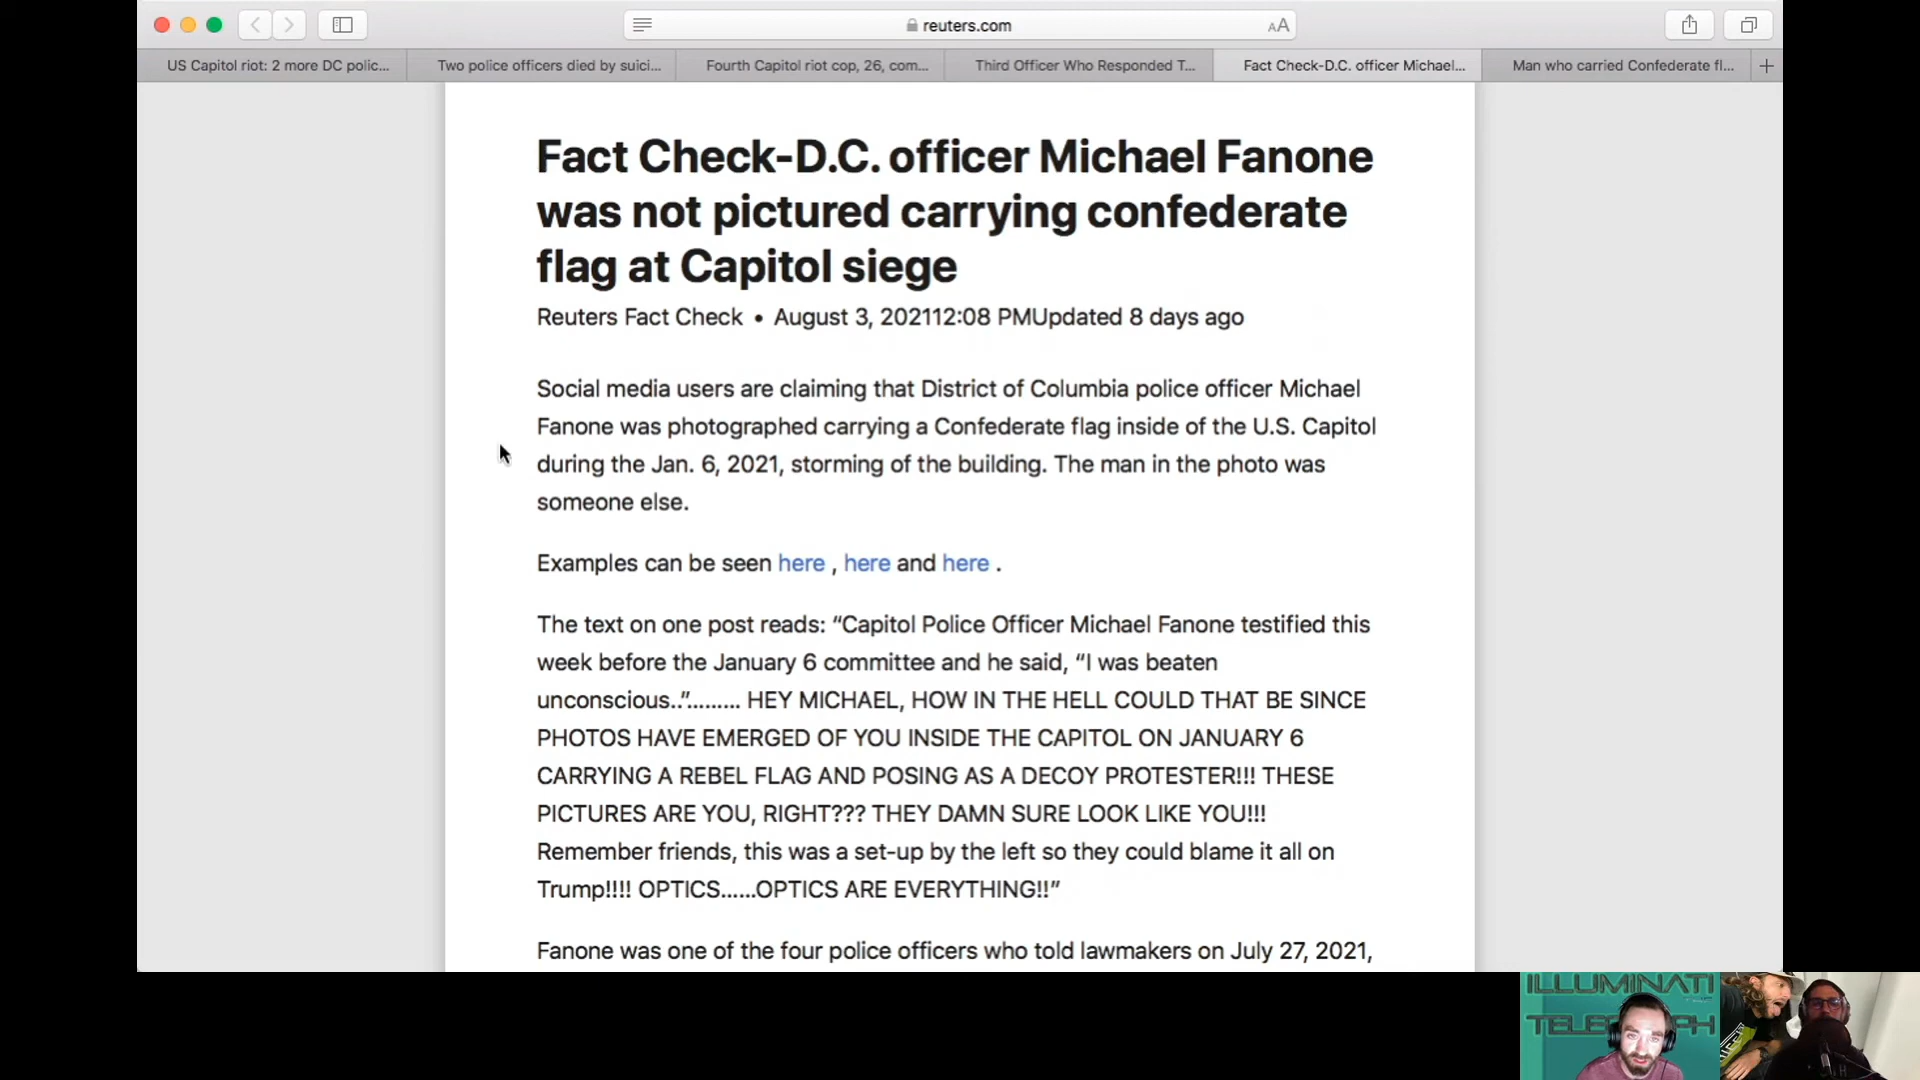 reuters.com
AA
US Capitol riot: 2 more DC polic...
Two police officers died by suici...
Fourth Capitol riot cop, 26, com...
Third Officer Who Responded T...
Fact Check-D.C. officer Michael...
Man who carried Confederate fl...
Fact Check-D.C. officer Michael Fanone
was not pictured carrying confederate
flag at Capitol siege
Reuters Fact Check • August 3, 202112:08 PMUpdated 8 days ago
Social media users are claiming that District of Columbia police officer Michael
Fanone was photographed carrying a Confederate flag inside of the U.S. Capitol
during the Jan. 6, 2021, storming of the building. The man in the photo was
someone else.
Examples can be seen here , here and here .
The text on one post reads: “Capitol Police Officer Michael Fanone testified this
week before the January 6 committee and he said, “I was beaten
unconscious..”......... HEY MICHAEL, HOW IN THE HELL COULD THAT BE SINCE
PHOTOS HAVE EMERGED OF YOU INSIDE THE CAPITOL ON JANUARY 6
CARRYING A REBEL FLAG AND POSING AS A DECOY PROTESTER!!! THESE
PICTURES ARE YOU, RIGHT??? THEY DAMN SURE LOOK LIKE YOU!!!
Remember friends, this was a set-up by the left so they could blame it all on
Trump!!!! OPTICS......OPTICS ARE EVERYTHING!!”
Fanone was one of the four police officers who told lawmakers on July 27, 2021,
ILLUMINATI